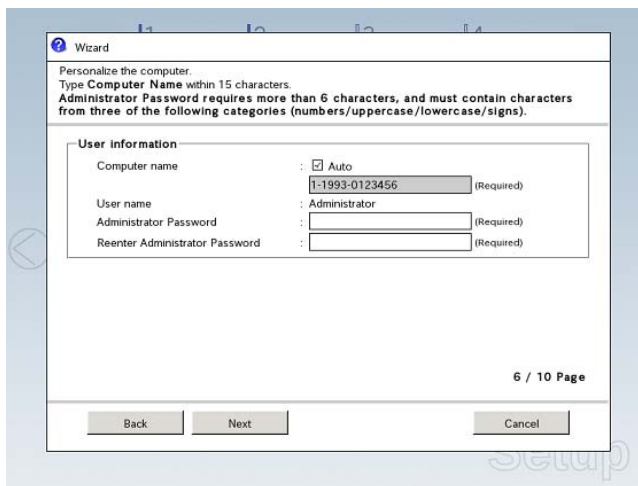 Wizard
Personalize the computer.
Type Computer Name within 15 characters.
Administrator Password requires more than 6 characters, and must contain characters
from three of the following categories (numbers/uppercase/lowercase/signs).
User information
Computer name : Auto
1-1993-0123456 (Required)
User name : Administrator
Administrator Password : (Required)
Reenter Administrator Password : (Required)
6 / 10 Page
Back Next Cancel
Setup